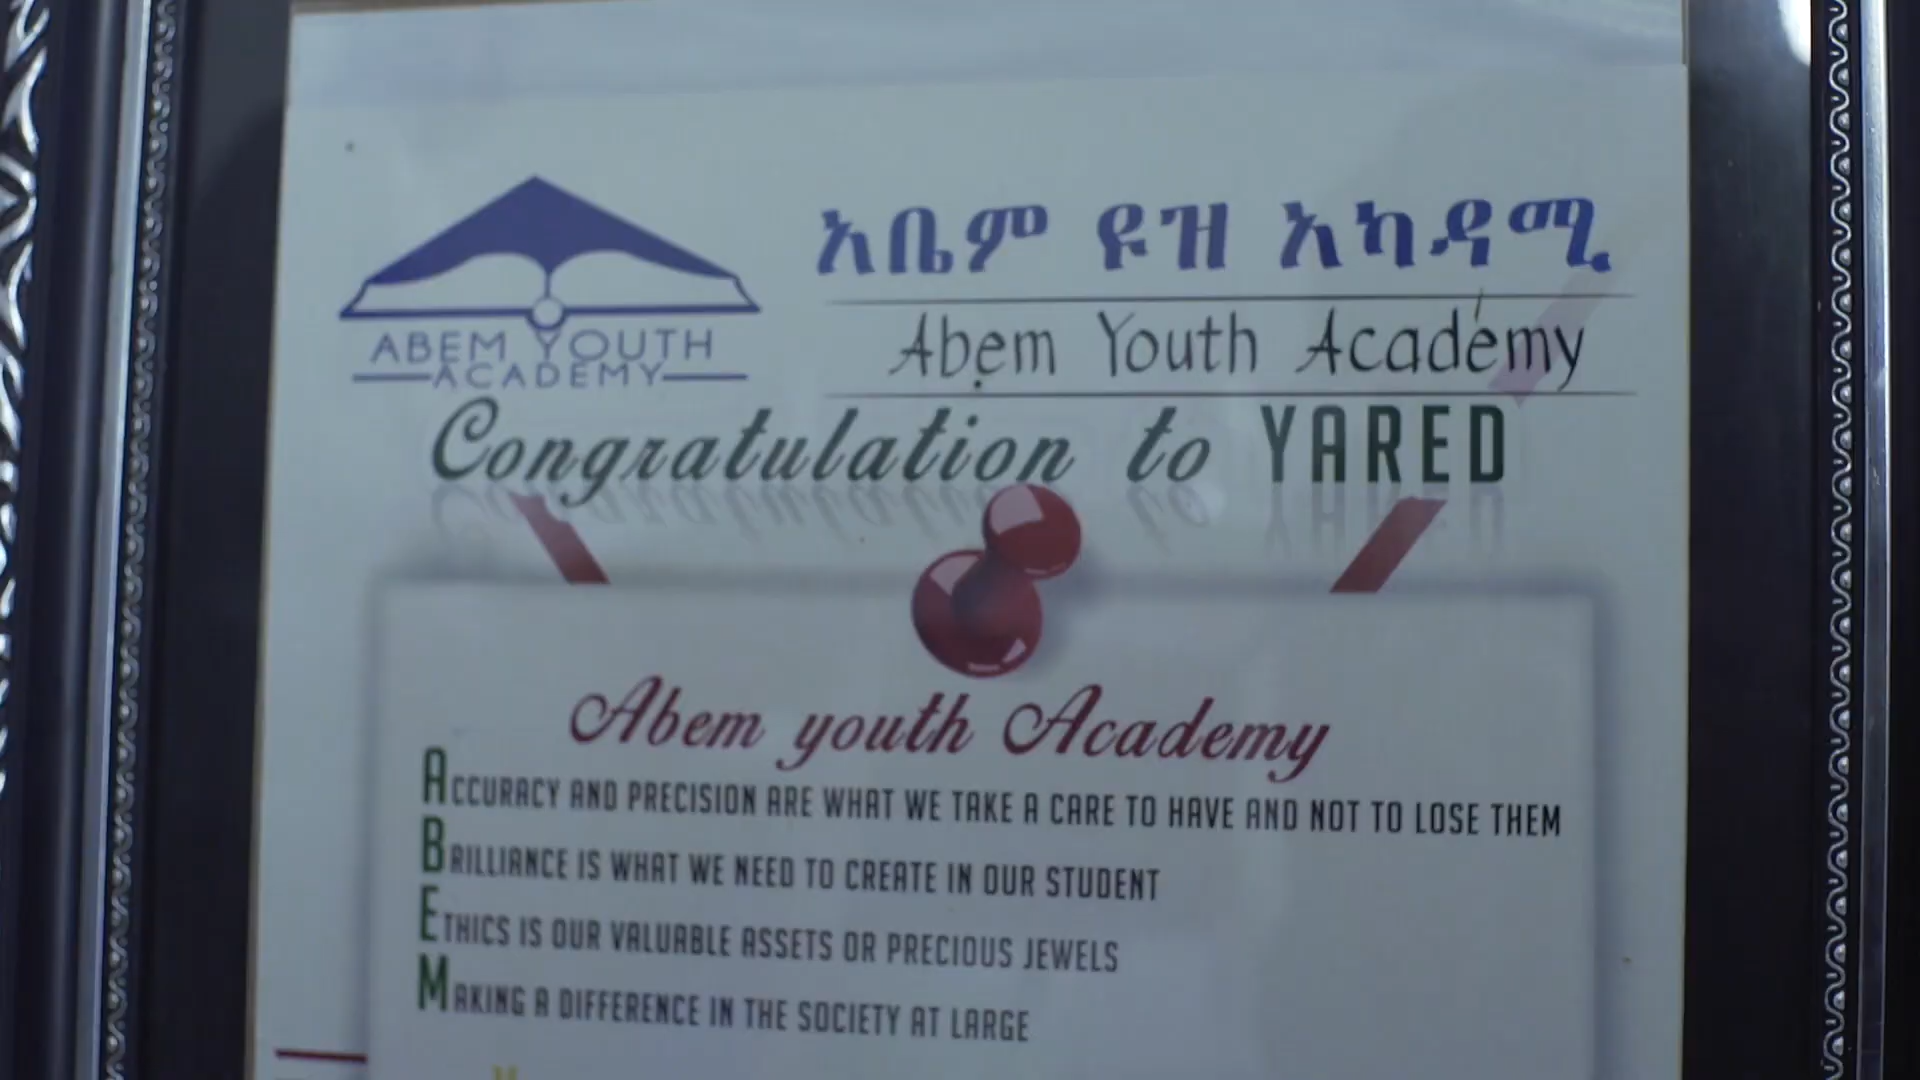 ABEM YOUTH
ACADEMY
አቤም ዩዝ አካዳሚ
Abem Youth Academy
Congratulation to YARED
Abem youth Academy
ACCURACY AND PRECISION ARE WHAT WE TAKE A CARE TO HAVE AND NOT TO LOSE THEM
BRILLIANCE IS WHAT WE NEED TO CREATE IN OUR STUDENT
ETHICS IS OUR VALUABLE ASSETS OR PRECIOUS JEWELS
MAKING A DIFFERENCE IN THE SOCIETY AT LARGE